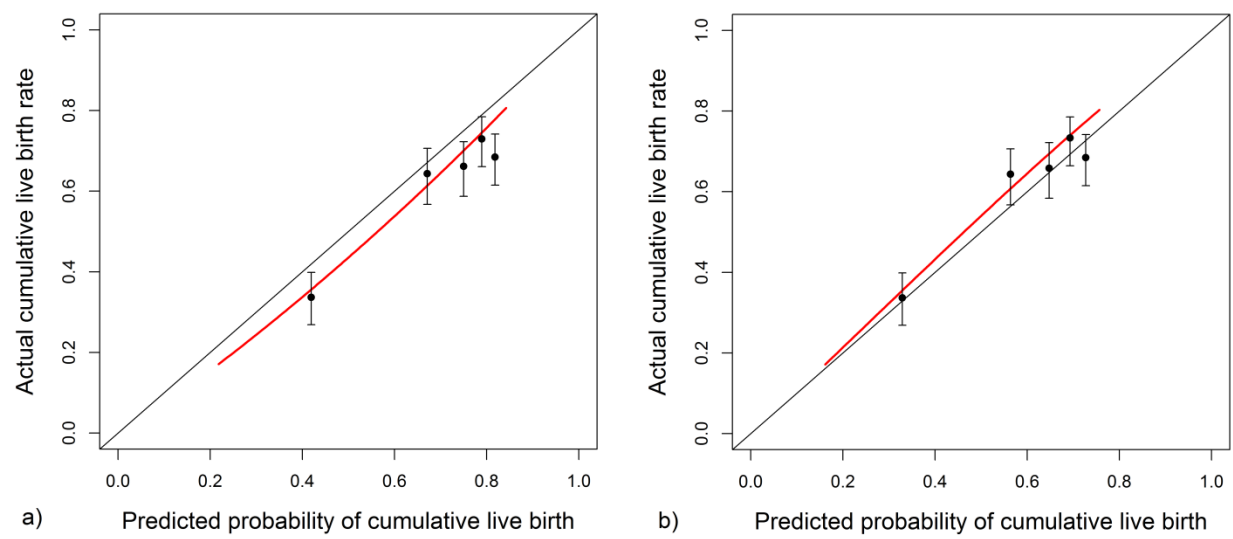 Actual cumulative live birth rate
1.0
0.8
0.6
0.4
0.2
0.0
0.0 0.2 0.4 0.6 0.8 1.0
a) Predicted probability of cumulative live birth
Actual cumulative live birth rate
1.0
0.8
0.6
0.4
0.2
0.0
0.0 0.2 0.4 0.6 0.8 1.0
b) Predicted probability of cumulative live birth